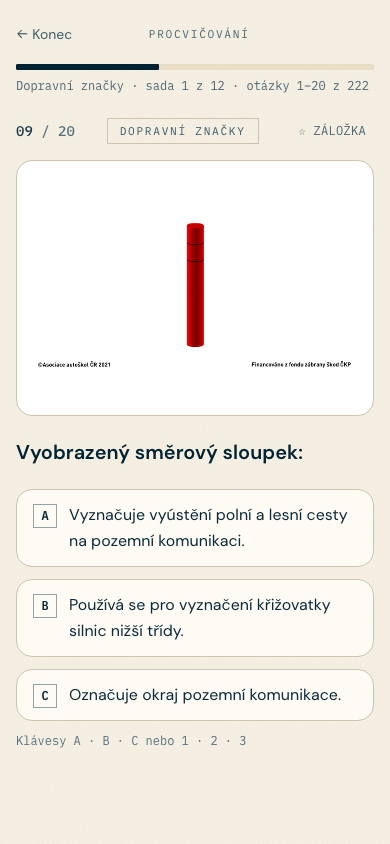 ← Konec
PROCVIČOVÁNÍ
Dopravní značky · sada 1 z 12 · otázky 1–20 z 222
09 / 20
DOPRAVNÍ ZNAČKY
☆ ZÁLOŽKA
©Asociace autoškol ČR 2021
Financováno z fondu zábrany škod ČKP
Vyobrazený směrový sloupek:
A
Vyznačuje vyústění polní a lesní cesty
na pozemní komunikaci.
B
Používá se pro vyznačení křižovatky
silnic nižší třídy.
C
Označuje okraj pozemní komunikace.
Klávesy A · B · C nebo 1 · 2 · 3